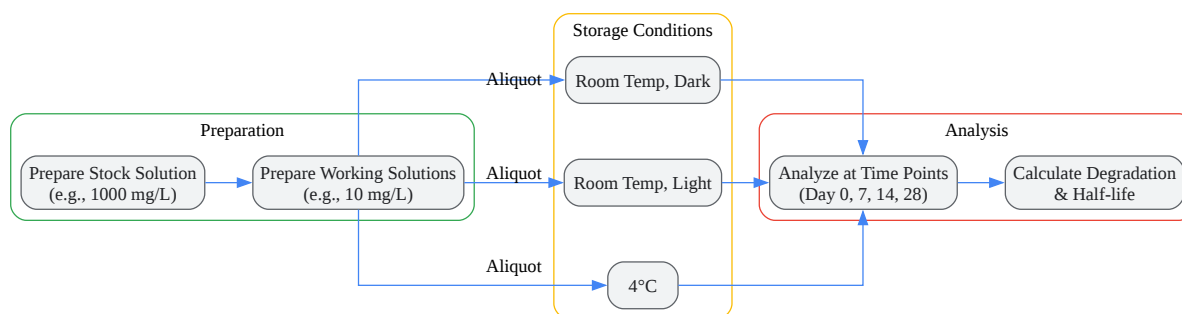 Storage Conditions
Aliquot
Room Temp, Dark
Preparation
Prepare Stock Solution
(e.g., 1000 mg/L)
Prepare Working Solutions
(e.g., 10 mg/L)
Aliquot
Room Temp, Light
Analysis
Analyze at Time Points
(Day 0, 7, 14, 28)
Calculate Degradation
& Half-life
Aliquot
4°C